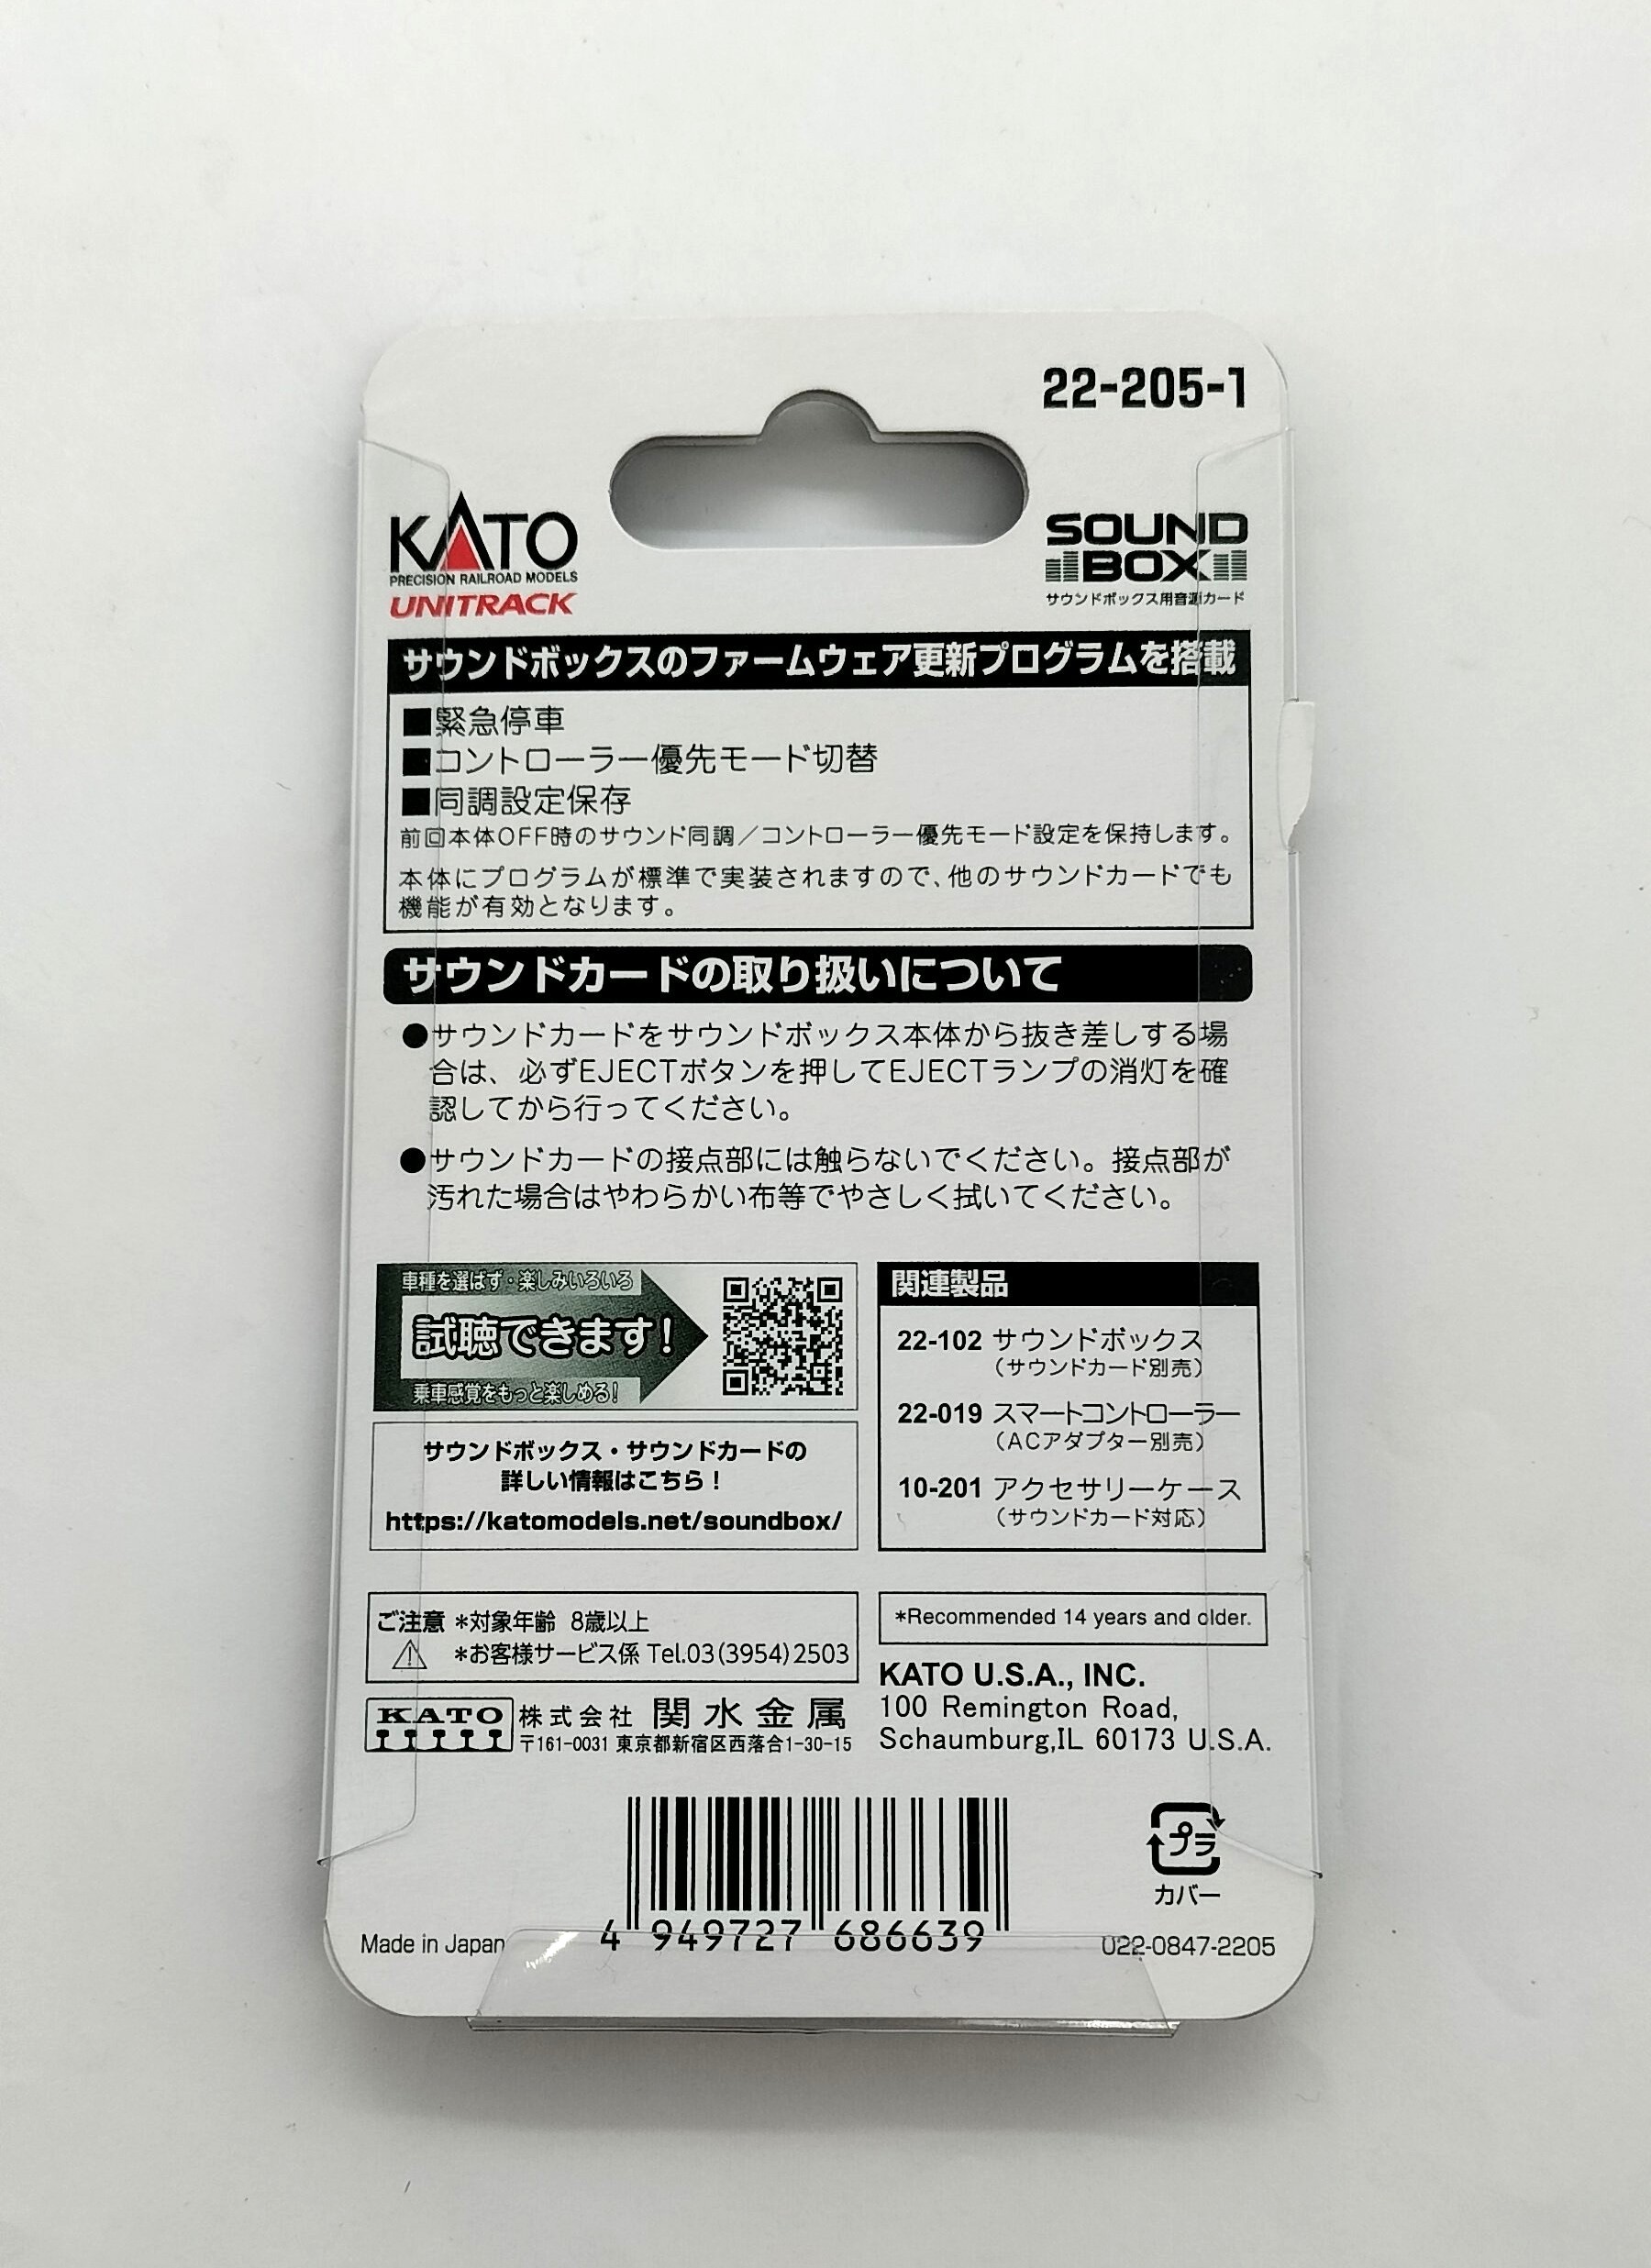 22-205-1
KATO
PRECISION RAILROAD MODELS
UNITRACK
SOUND
BOX
サウンドボックス用音源カード
サウンドボックスのファームウェア更新プログラムを搭載
■緊急停車
■コントローラー優先モード切替
■同調設定保存
前回本体OFF時のサウンド同調／コントローラー優先モード設定を保持します。
本体にプログラムが標準で実装されますので、他のサウンドカードでも
機能が有効となります。
サウンドカードの取り扱いについて
●サウンドカードをサウンドボックス本体から抜き差しする場
合は、必ずEJECTボタンを押してEJECTランプの消灯を確
認してから行ってください。
●サウンドカードの接点部には触らないでください。接点部が
汚れた場合はやわらかい布等でやさしく拭いてください。
車種を選ばず・楽しみいろいろ
試聴できます!
乗車感覚をもっと楽しめる!
サウンドボックス・サウンドカードの
詳しい情報はこちら！
https://katomodels.net/soundbox/
関連製品
22-102 サウンドボックス
（サウンドカード別売）
22-019 スマートコントローラー
（ACアダプター別売）
10-201 アクセサリーケース
（サウンドカード対応）
ご注意 *対象年齢 8歳以上
*お客様サービス係 Tel.03(3954)2503
*Recommended 14 years and older.
KATO
株式会社 関水金属
〒161-0031 東京都新宿区西落合1-30-15
KATO U.S.A., INC.
100 Remington Road,
Schaumburg,IL 60173 U.S.A.
プラ
カバー
Made in Japan
4 949727 686639
022-0847-2205